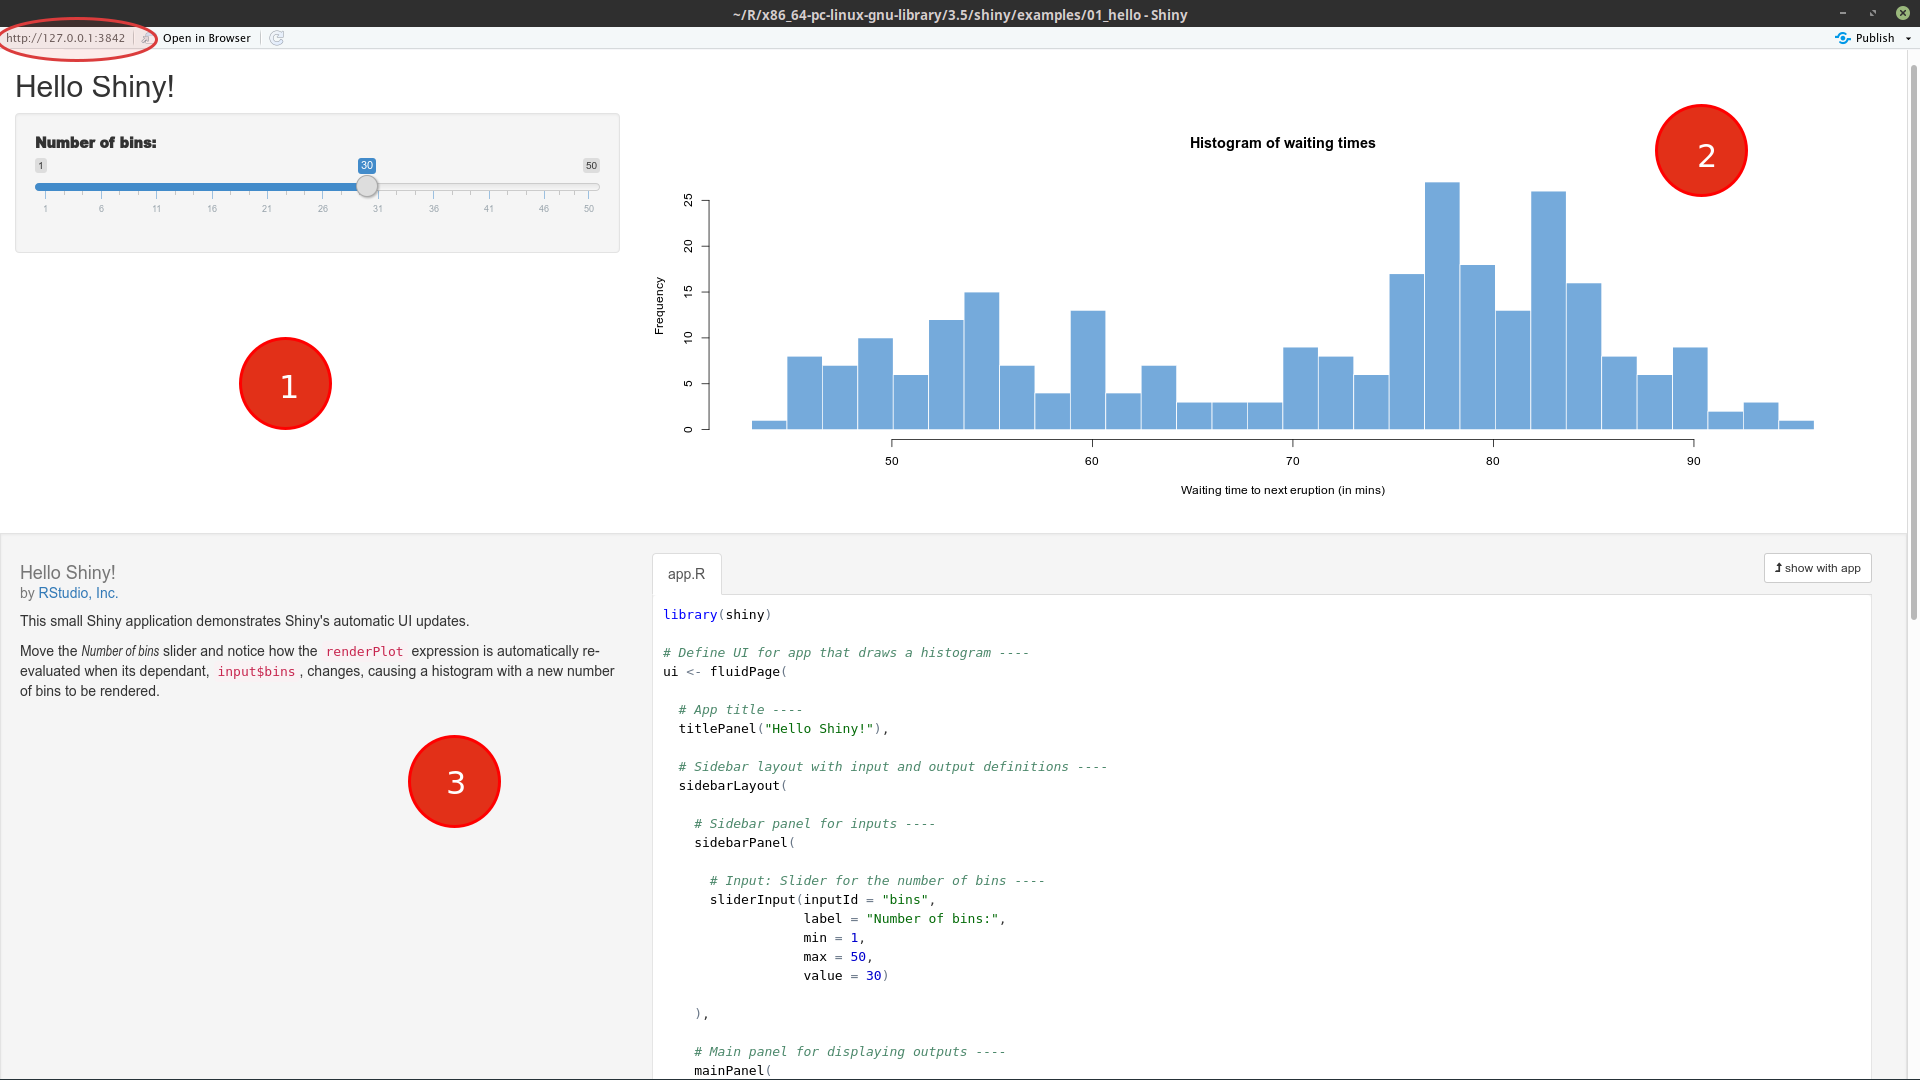 ~/R/x86_64-pc-linux-gnu-library/3.5/shiny/examples/01_hello - Shiny
http://127.0.0.1:3842 Open in Browser Publish
Hello Shiny!
Number of bins:
1 30 50
1 6 11 16 21 26 31 36 41 46 50
1
Histogram of waiting times
2
Frequency
25
20
15
10
5
0
50 60 70 80 90
Waiting time to next eruption (in mins)
Hello Shiny!
by RStudio, Inc.
This small Shiny application demonstrates Shiny's automatic UI updates.
Move the Number of bins slider and notice how the renderPlot expression is automatically re-
evaluated when its dependant, input$bins , changes, causing a histogram with a new number
of bins to be rendered.
3
app.R
show with app
library(shiny)
# Define UI for app that draws a histogram ----
ui <- fluidPage(
# App title ----
titlePanel("Hello Shiny!"),
# Sidebar layout with input and output definitions ----
sidebarLayout(
# Sidebar panel for inputs ----
sidebarPanel(
# Input: Slider for the number of bins ----
sliderInput(inputId = "bins",
label = "Number of bins:",
min = 1,
max = 50,
value = 30)
),
# Main panel for displaying outputs ----
mainPanel(